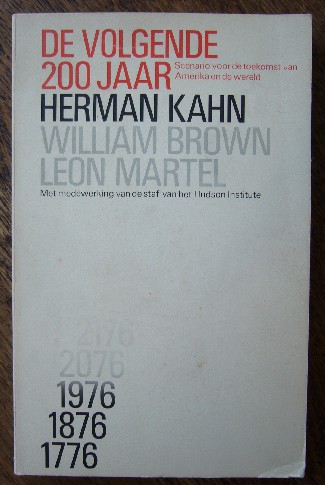 DE VOLGENDE
200 JAAR
Scenario voor de toekomst van
Amerika en de wereld
HERMAN KAHN
WILLIAM BROWN
LEON MARTEL
Met medewerking van de staf van het Hudson Institute
2176
2076
1976
1876
1776